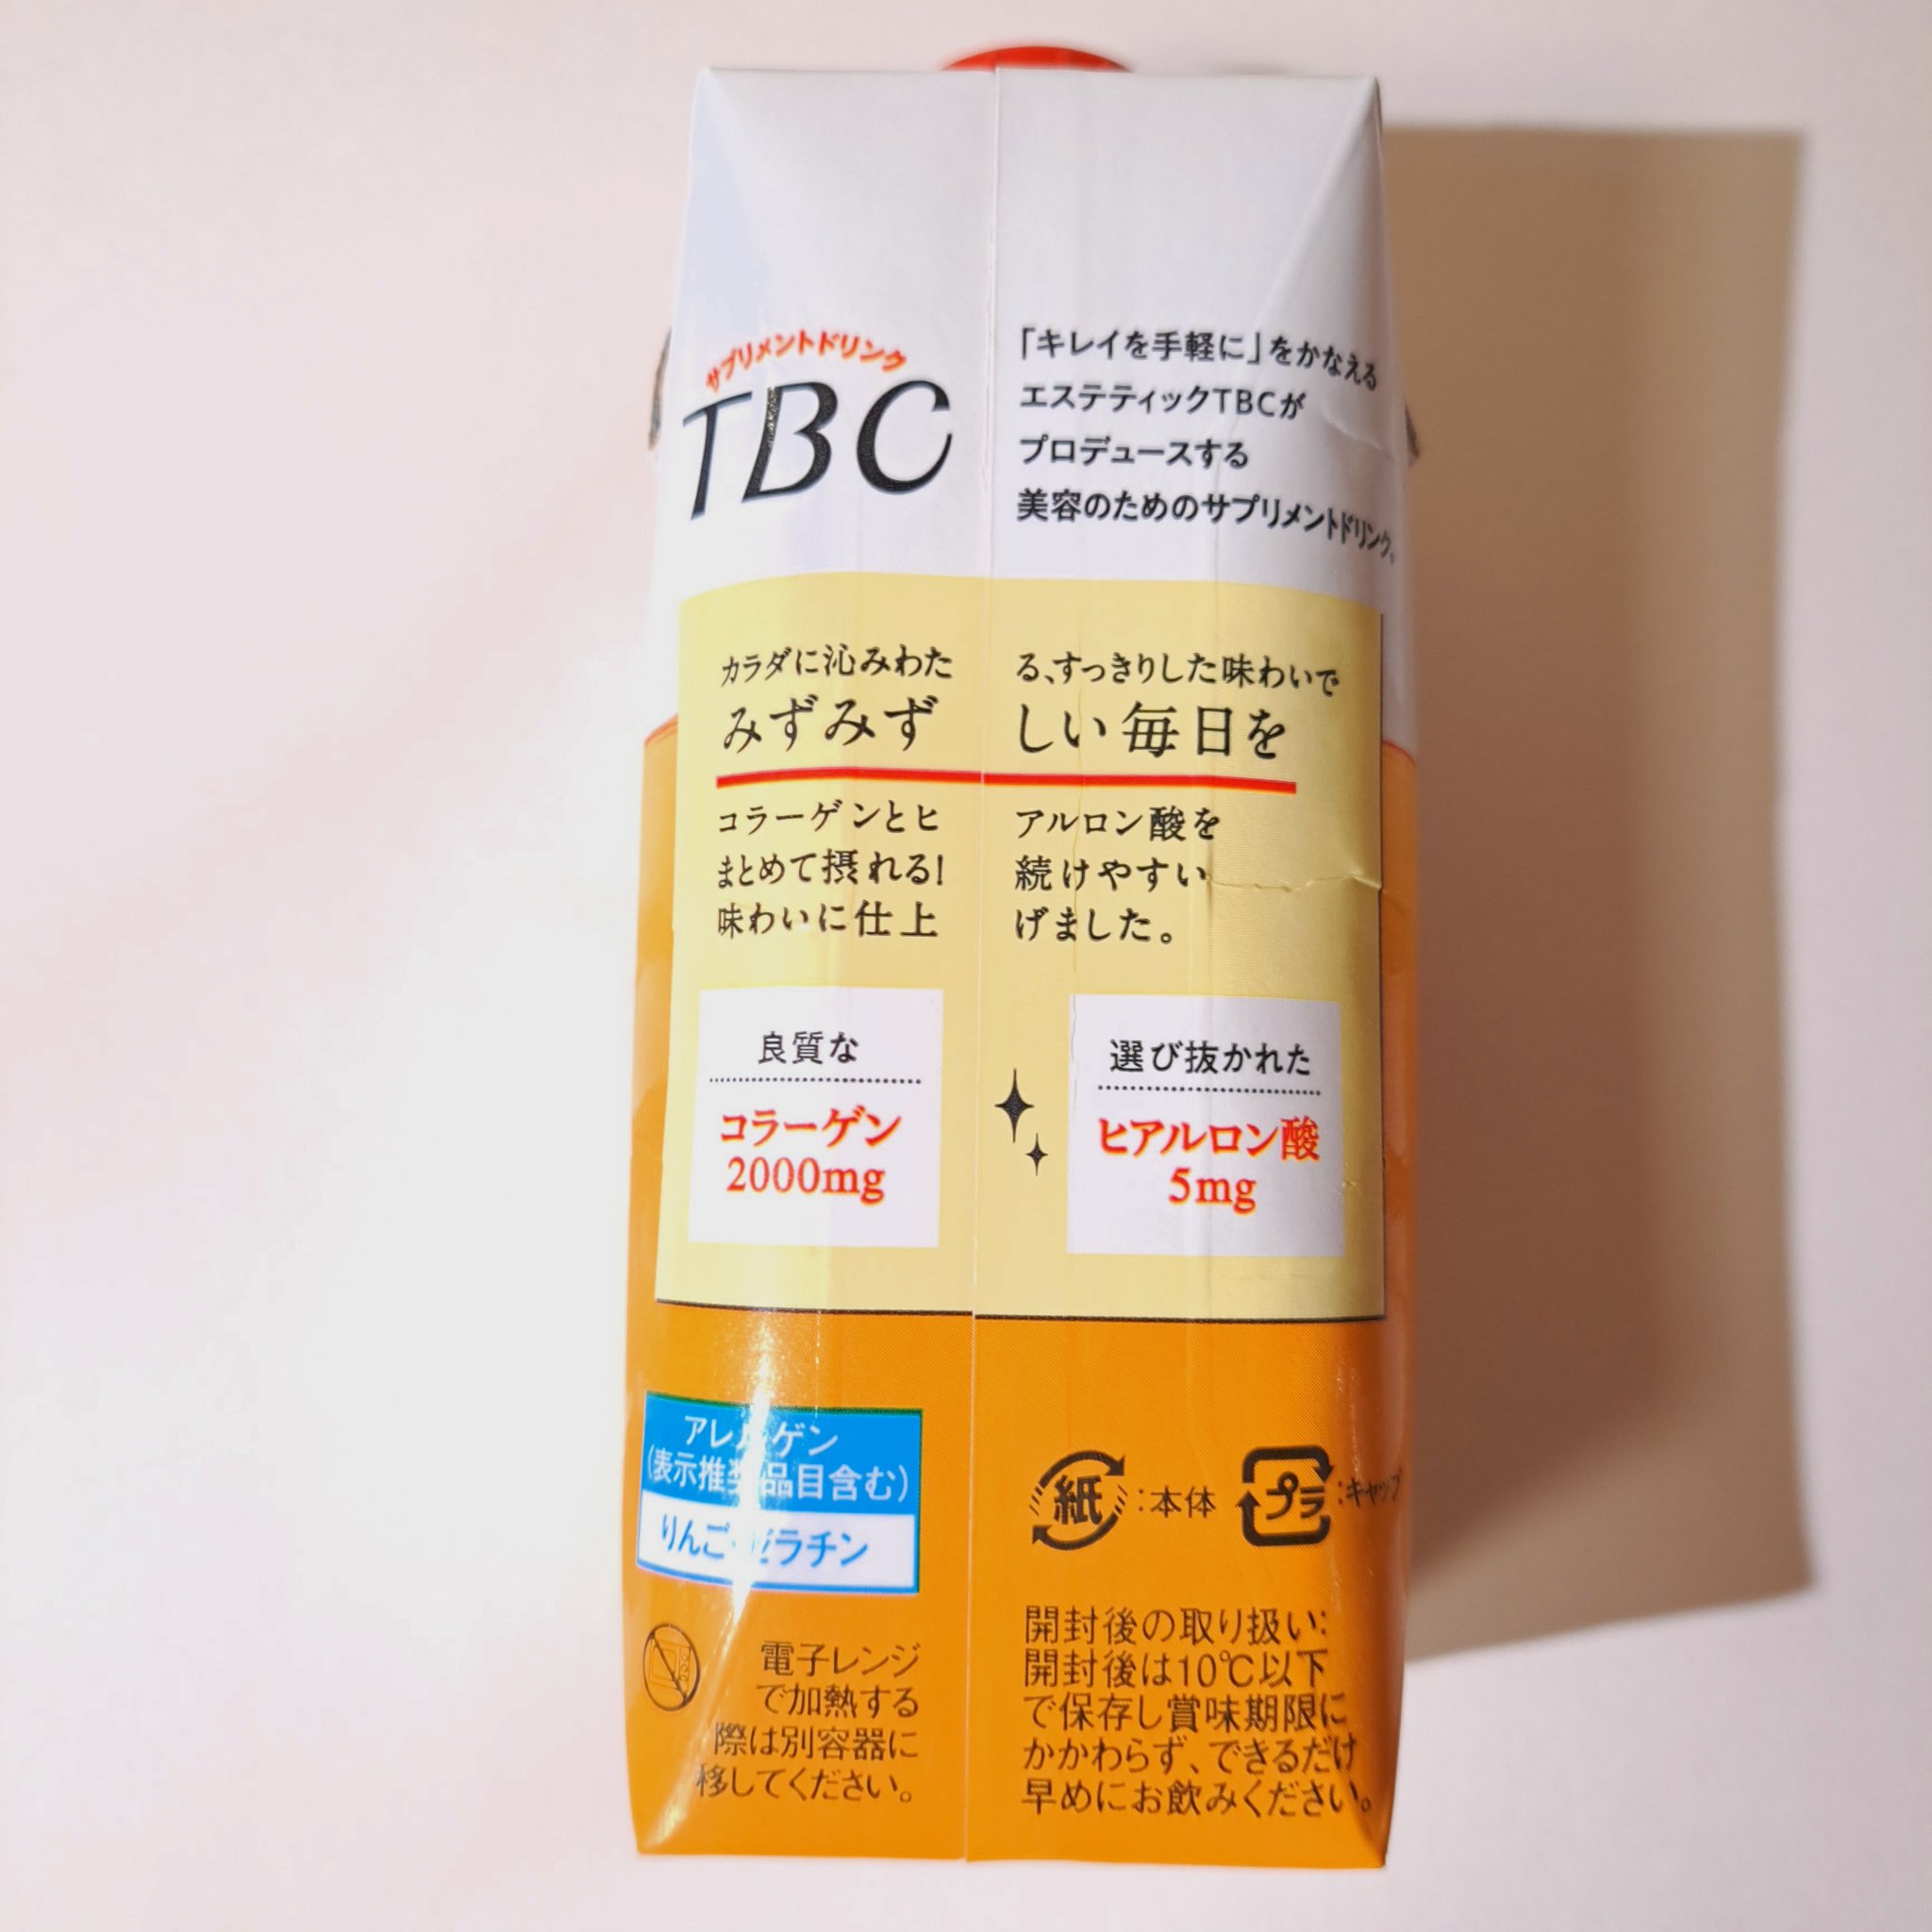 サプリメントドリンク
TBC
「キレイを手軽に」をかなえる
エステティックTBCが
プロデュースする
美容のためのサプリメントドリンク。
カラダに沁みわたる、すっきりした味わいで
みずみずしい毎日を
コラーゲンとヒアルロン酸を
まとめて摂れる!続けやすい
味わいに仕上げました。
良質な
コラーゲン
2000mg
選び抜かれた
ヒアルロン酸
5mg
アレルゲン
(表示推奨品目含む)
りんご・ゼラチン
電子レンジ
で加熱する
際は別容器に
移してください。
紙:本体 プラ:キャップ
開封後の取り扱い:
開封後は10℃以下
で保存し賞味期限に
かかわらず、できるだけ
早めにお飲みください。